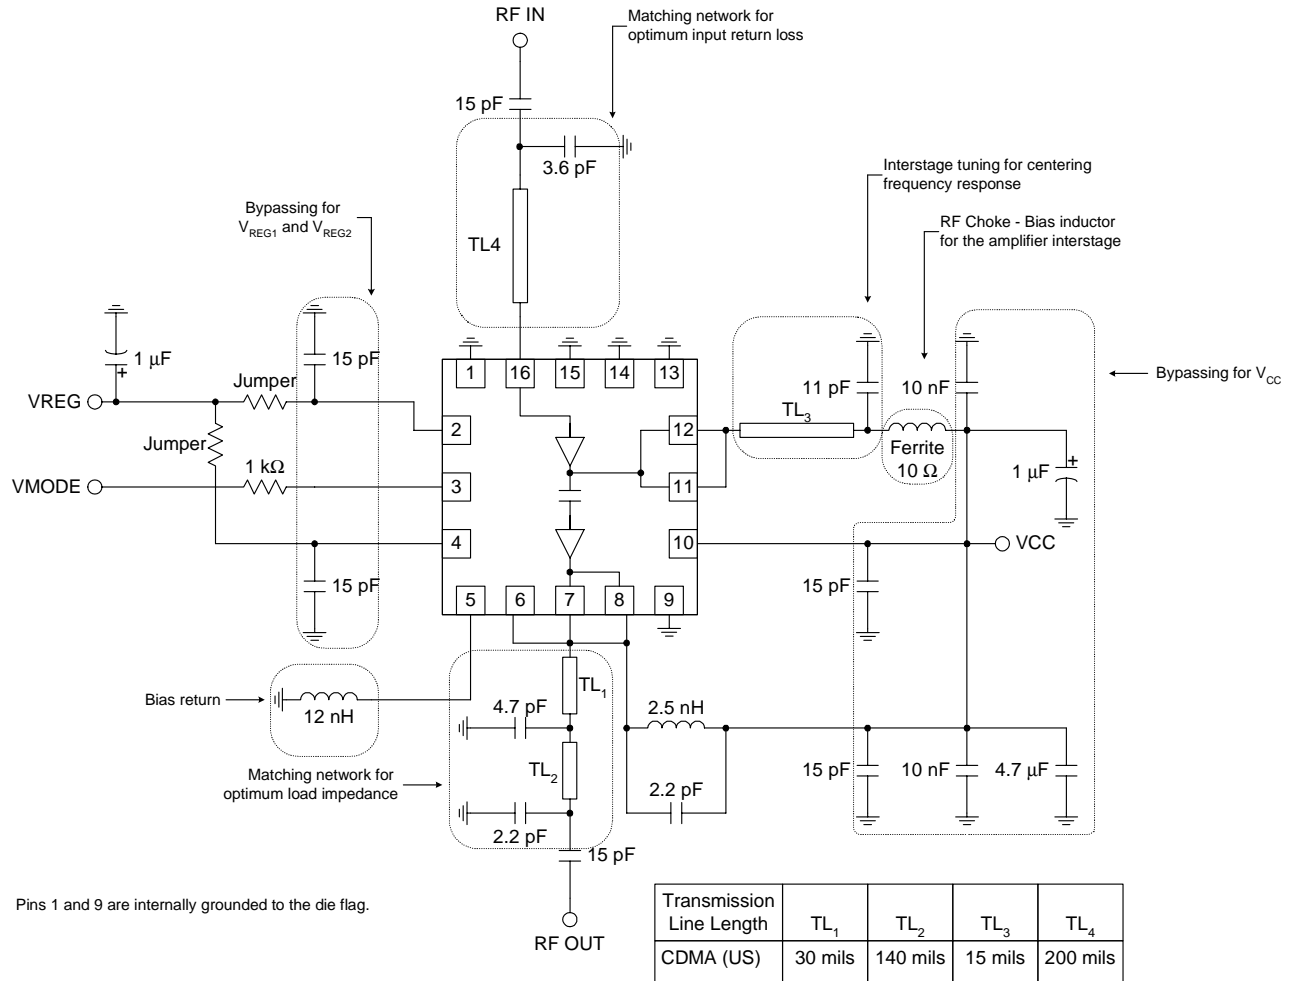 RF IN
Matching network for
optimum input return loss
15 pF
3.6 pF
Interstage tuning for centering
frequency response
Bypassing for
VREG1 and VREG2
TL4
RF Choke - Bias inductor
for the amplifier interstage
1 µF
+
15 pF
1
16
15
14
13
11 pF
10 nF
Bypassing for VCC
Jumper
VREG
2
12
TL3
Jumper
Ferrite
10 Ω
+
1 µF
1 kΩ
VMODE
3
11
4
10
VCC
15 pF
15 pF
5
6
7
8
9
Bias return
12 nH
TL1
4.7 pF
2.5 nH
TL2
15 pF
10 nF
4.7 µF
Matching network for
optimum load impedance
2.2 pF
2.2 pF
15 pF
Pins 1 and 9 are internally grounded to the die flag.
RF OUT
Transmission
Line Length TL1 TL2 TL3 TL4
CDMA (US) 30 mils 140 mils 15 mils 200 mils